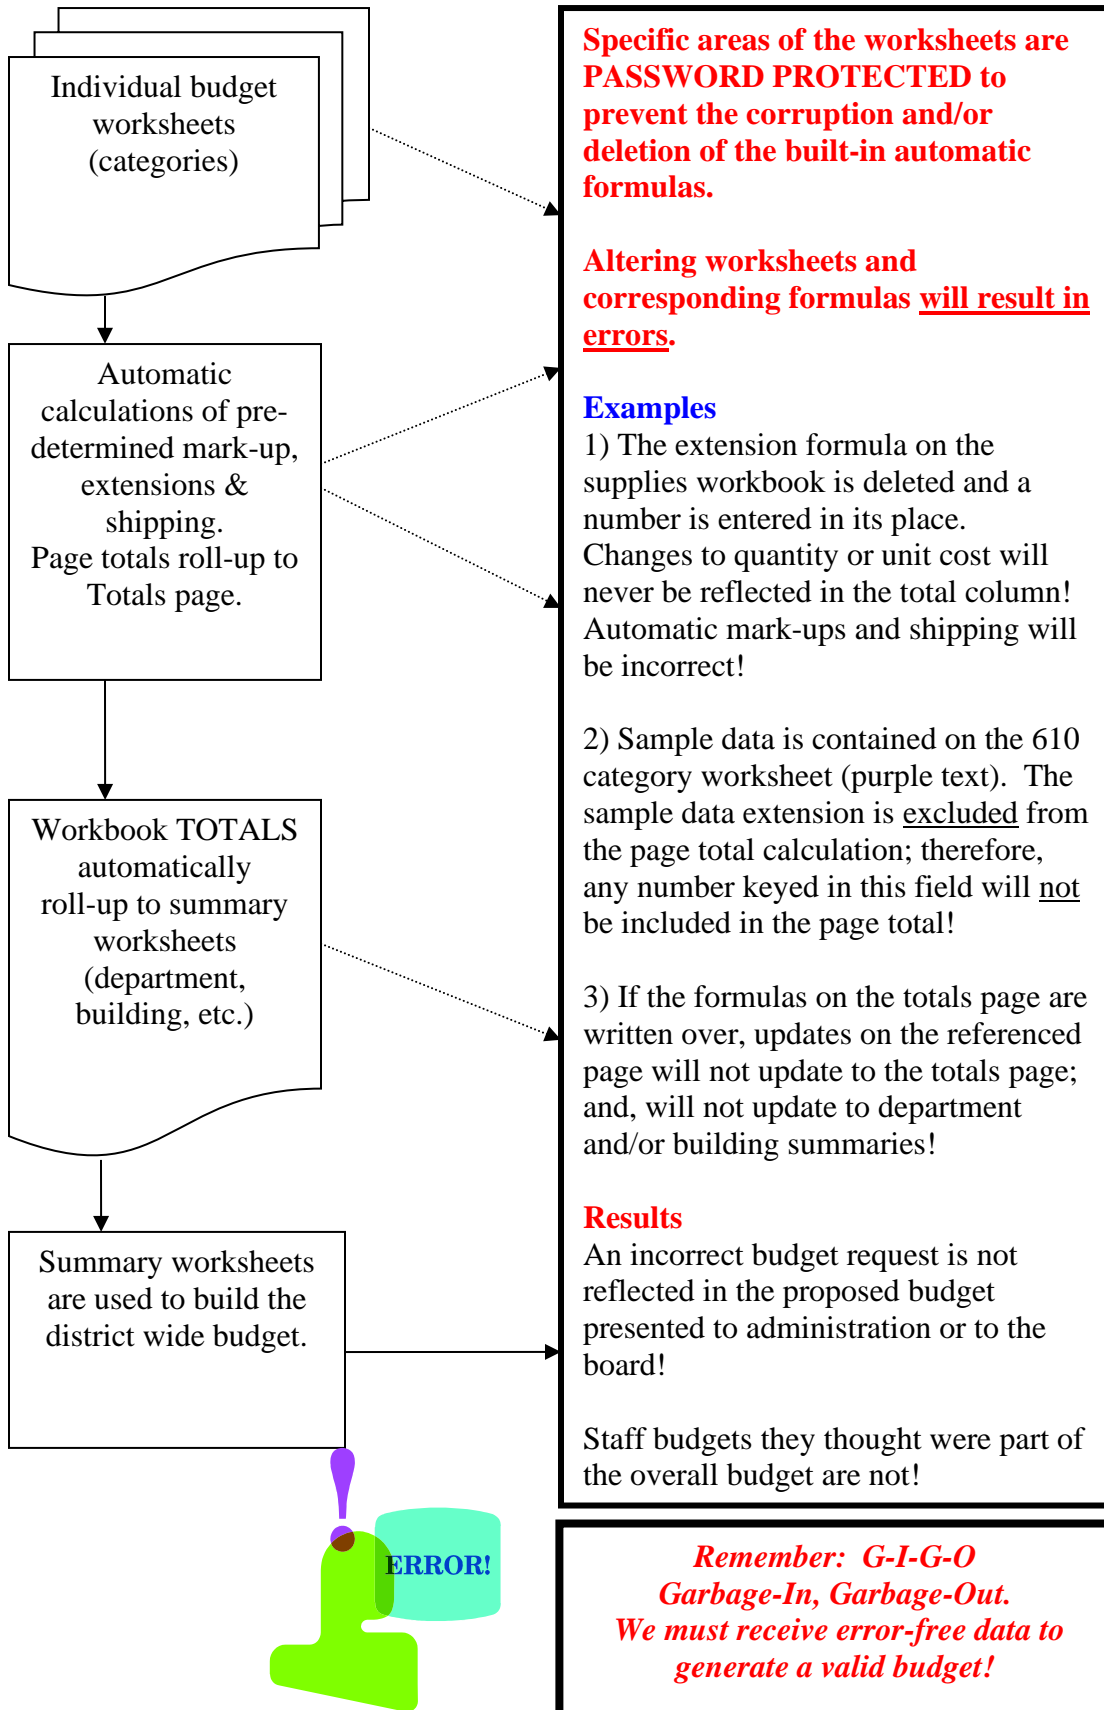 Individual budget
worksheets
(categories)
Automatic
calculations of pre-
determined mark-up,
extensions &
shipping.
Page totals roll-up to
Totals page.
Workbook TOTALS
automatically
roll-up to summary
worksheets
(department,
building, etc.)
Summary worksheets
are used to build the
district wide budget.
ERROR!
Specific areas of the worksheets are
PASSWORD PROTECTED to
prevent the corruption and/or
deletion of the built-in automatic
formulas.
Altering worksheets and
corresponding formulas will result in
errors.
Examples
1) The extension formula on the
supplies workbook is deleted and a
number is entered in its place.
Changes to quantity or unit cost will
never be reflected in the total column!
Automatic mark-ups and shipping will
be incorrect!
2) Sample data is contained on the 610
category worksheet (purple text).  The
sample data extension is excluded from
the page total calculation; therefore,
any number keyed in this field will not
be included in the page total!
3) If the formulas on the totals page are
written over, updates on the referenced
page will not update to the totals page;
and, will not update to department
and/or building summaries!
Results
An incorrect budget request is not
reflected in the proposed budget
presented to administration or to the
board!
Staff budgets they thought were part of
the overall budget are not!
Remember:  G-I-G-O
Garbage-In, Garbage-Out.
We must receive error-free data to
generate a valid budget!